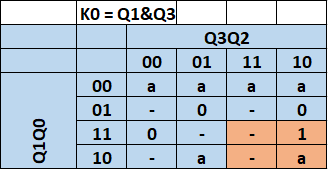 K0 = Q1&Q3
Q3Q2
00 01 11 10
Q1Q0
00 a a a a
01 - 0 - 0
11 0 - - 1
10 - a - a